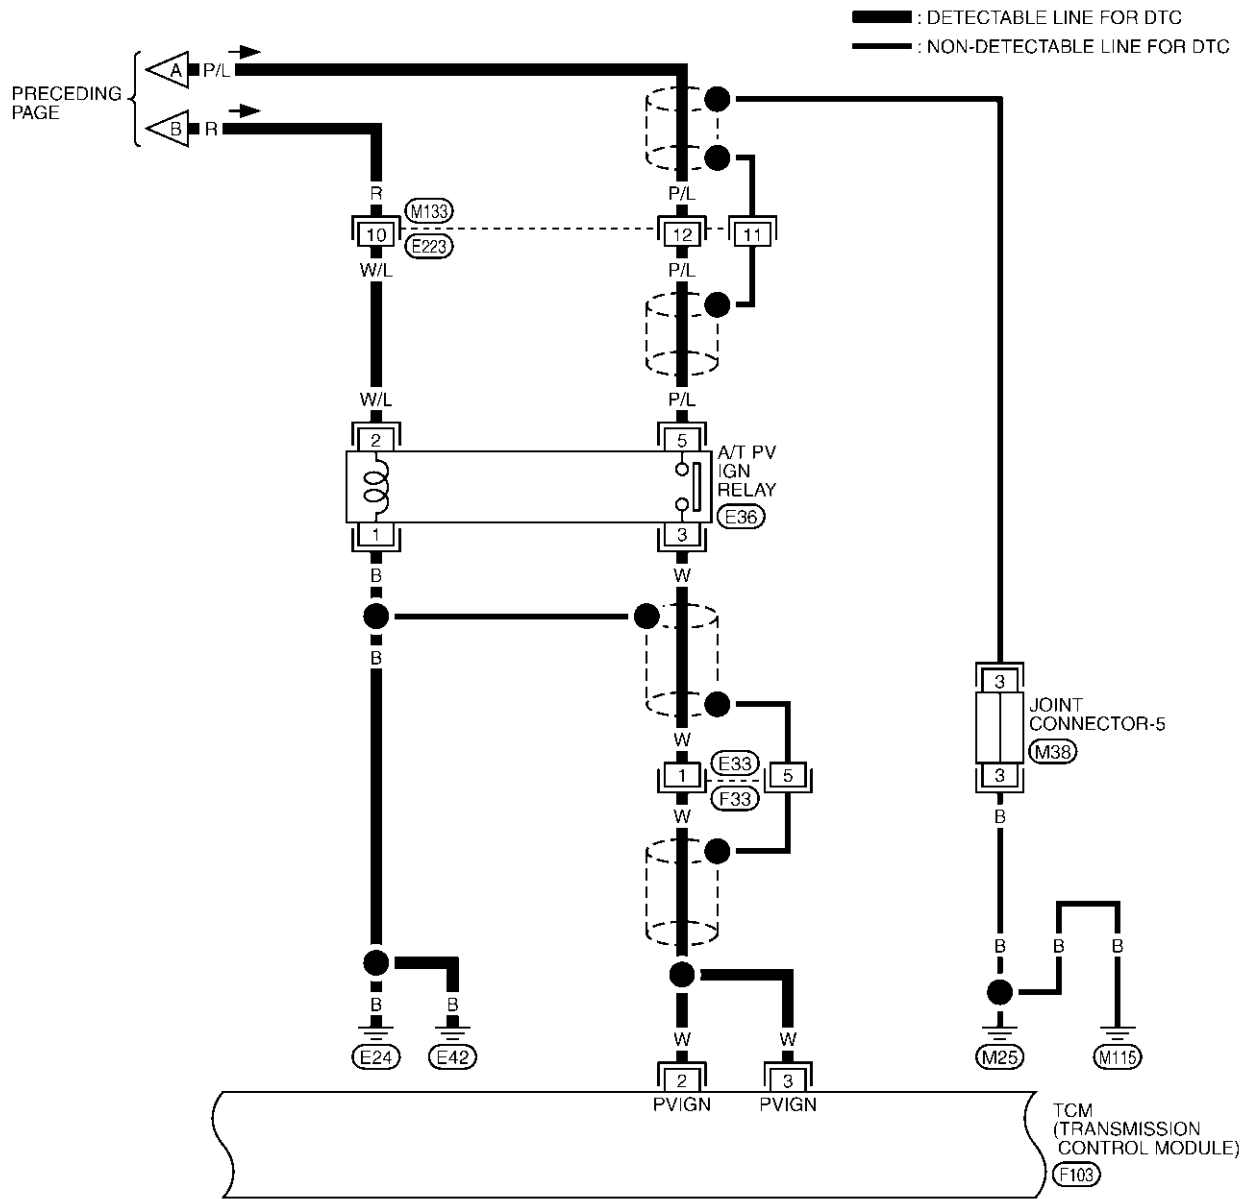 : DETECTABLE LINE FOR DTC
: NON-DETECTABLE LINE FOR DTC
PRECEDING
PAGE
A P/L
B R
R
P/L
M133
10
12
11
E223
W/L
P/L
W/L
P/L
2
5
A/T PV
IGN
RELAY
E36
1
3
B
W
B
W
3
JOINT
CONNECTOR-5
M38
3
E33
1
5
F33
W
B
B
B
B
B
B
E24
E42
M25
M115
W
W
2
3
PVIGN
PVIGN
TCM
(TRANSMISSION
CONTROL MODULE)
F103